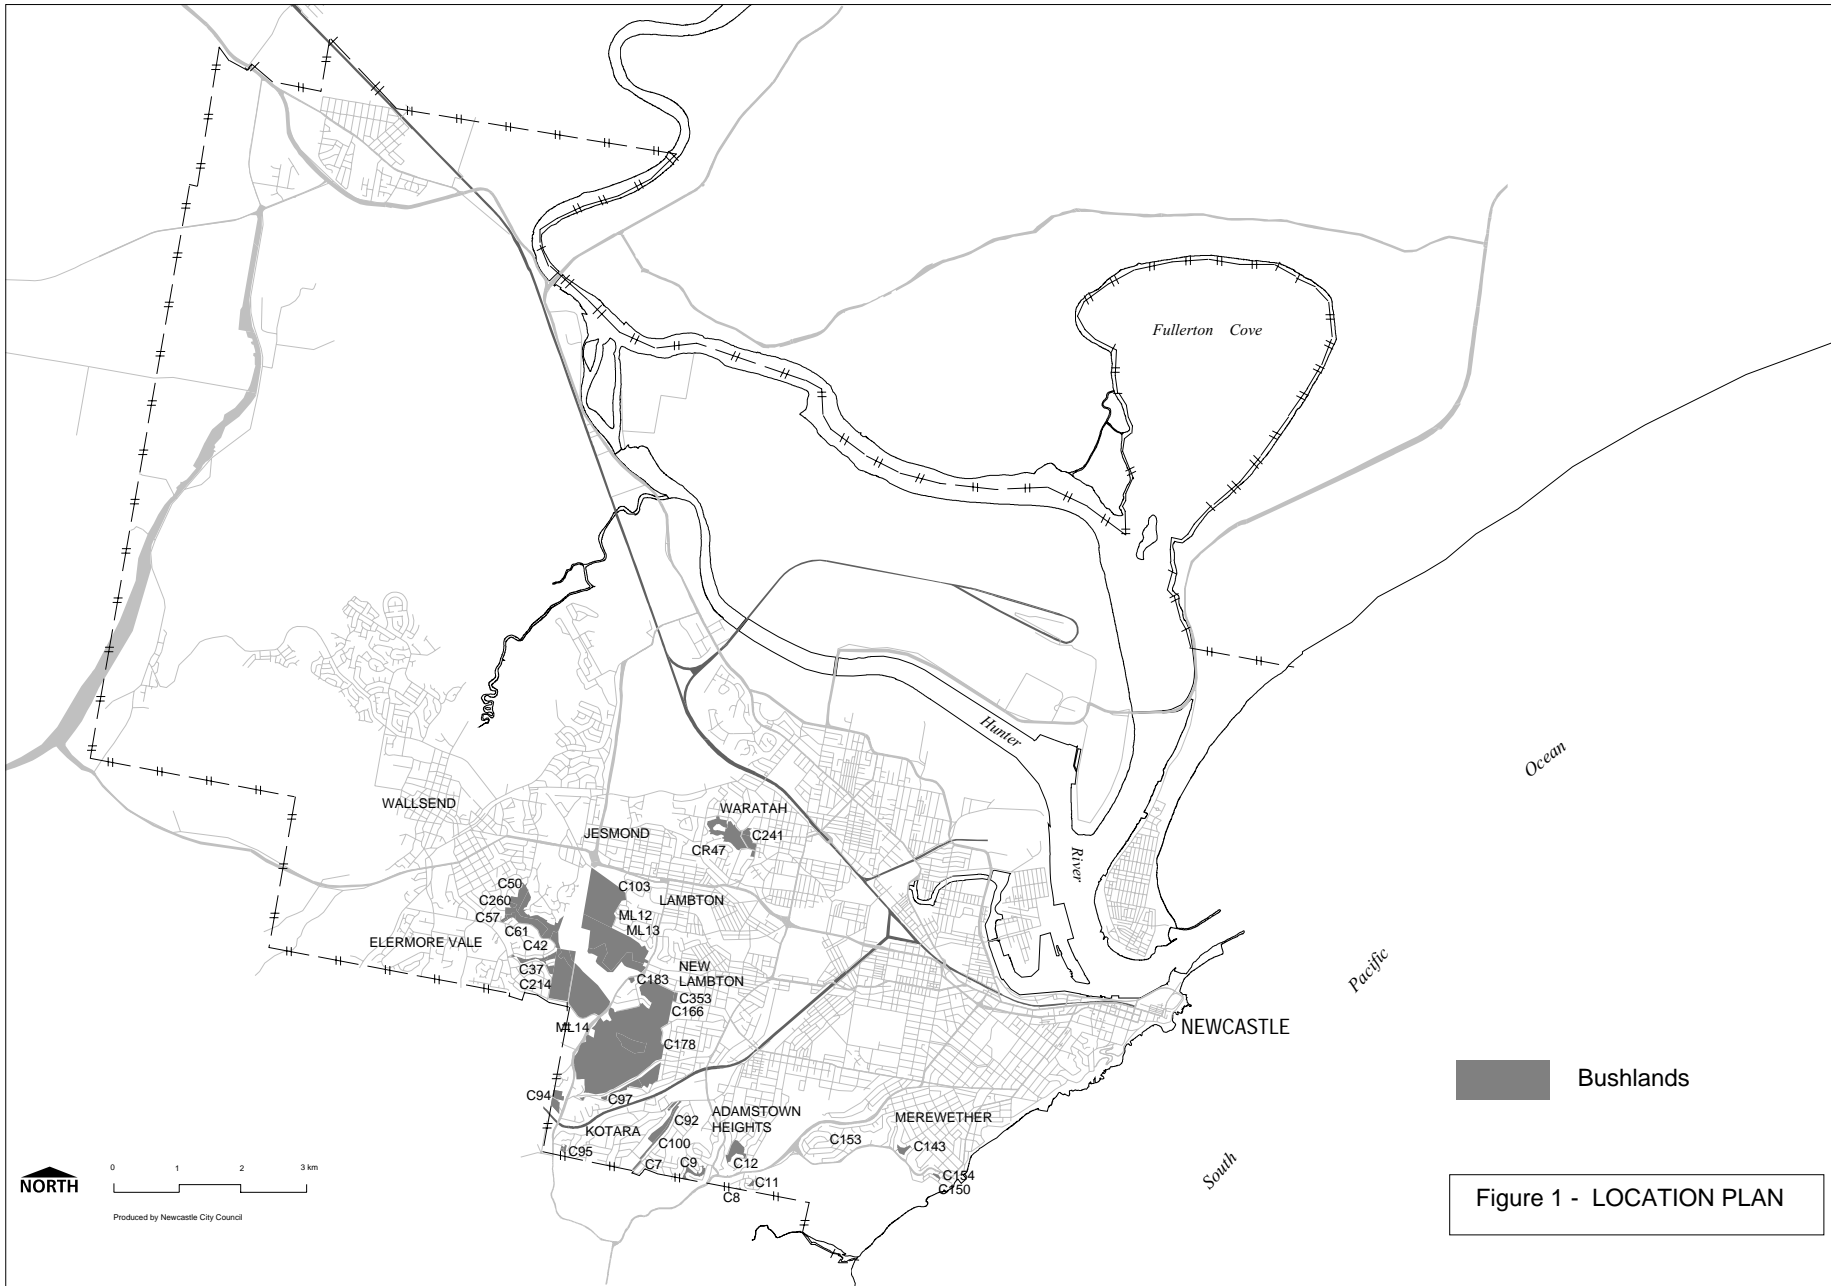 Fullerton Cove
Hunter
River
Ocean
Pacific
South
WALLSEND
JESMOND
WARATAH
C241
CR47
C50
C260
C57
C61
C42
C103
LAMBTON
ML12
ML13
ELERMORE VALE
C37
C214
C183
NEW
LAMBTON
C353
C166
ML14
C178
NEWCASTLE
C94
C97
C92
ADAMSTOWN
HEIGHTS
KOTARA
C100
C95
C7
C9
C12
C11
C8
MEREWETHER
C153
C143
C154
C150
Bushlands
NORTH
0 1 2 3 km
Produced by Newcastle City Council
Figure 1 - LOCATION PLAN